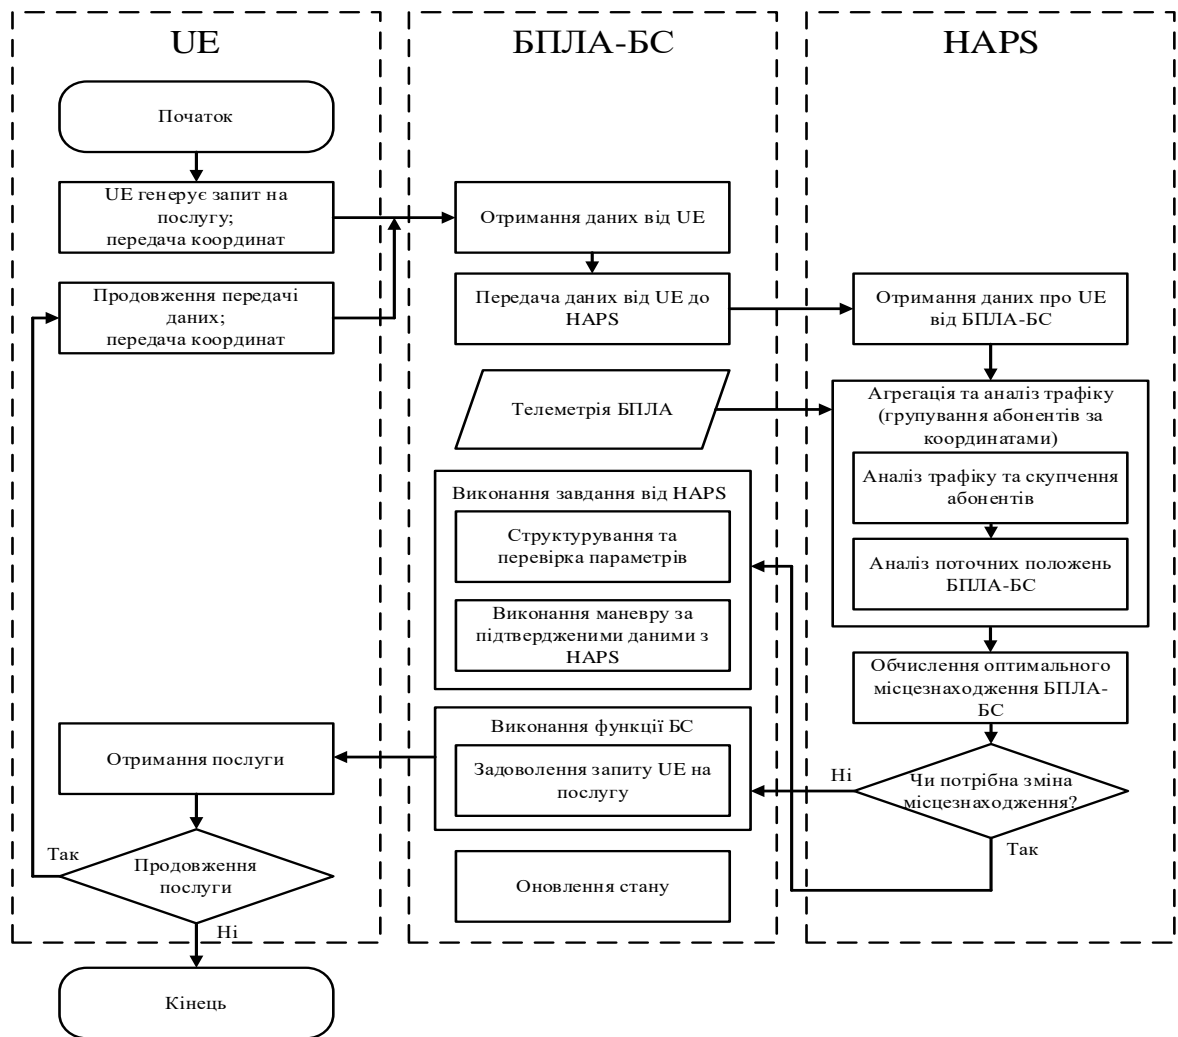 UE
Початок
UE генерує запит на
послугу;
передача координат
Продовження передачі
даних;
передача координат
Отримання послуги
Так
Продовження
послуги
Ні
Кінець
БПЛА-БС
Отримання даних від UE
Передача даних від UE до
HAPS
Телеметрія БПЛА
Виконання завдання від HAPS
Структурування та
перевірка параметрів
Виконання маневру за
підтвердженими даними з
HAPS
Виконання функції БС
Задоволення запиту UE на
послугу
Оновлення стану
HAPS
Отримання даних про UE
від БПЛА-БС
Агрегація та аналіз трафіку
(групування абонентів за
координатами)
Аналіз трафіку та скупчення
абонентів
Аналіз поточних положень
БПЛА-БС
Обчислення оптимального
місцезнаходження БПЛА-
БС
Ні
Чи потрібна зміна
місцезнаходження?
Так